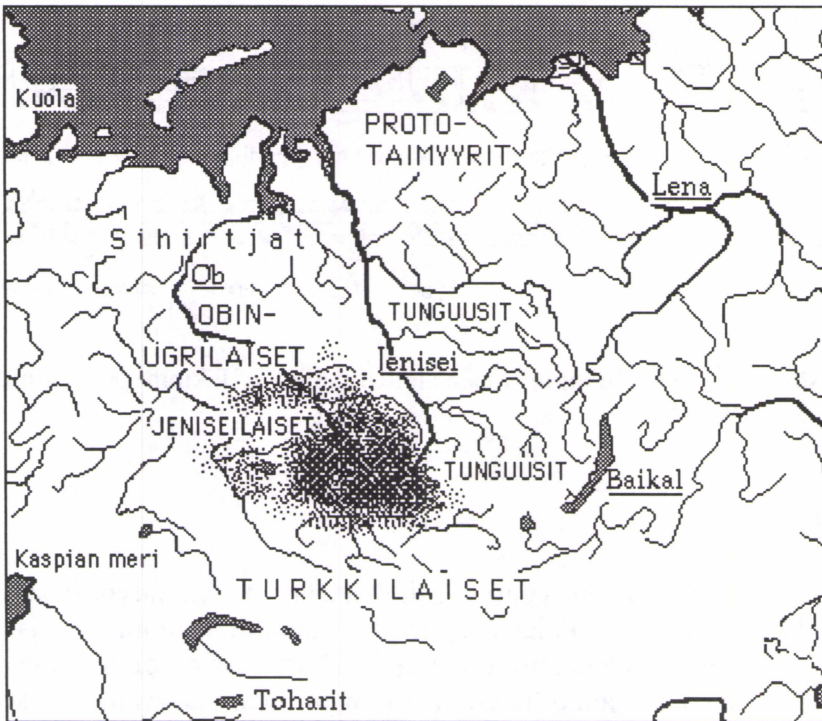 Kuola
PROTO-
TAIMYYRIT
Lena
Sihirtjat
Ob
OBIN-
UGRILAISET
TUNGUUSIT
Jenisei
JENISEILAISET
TUNGUUSIT
Baikal
Kaspian meri
TURKKILAISET
Toharit